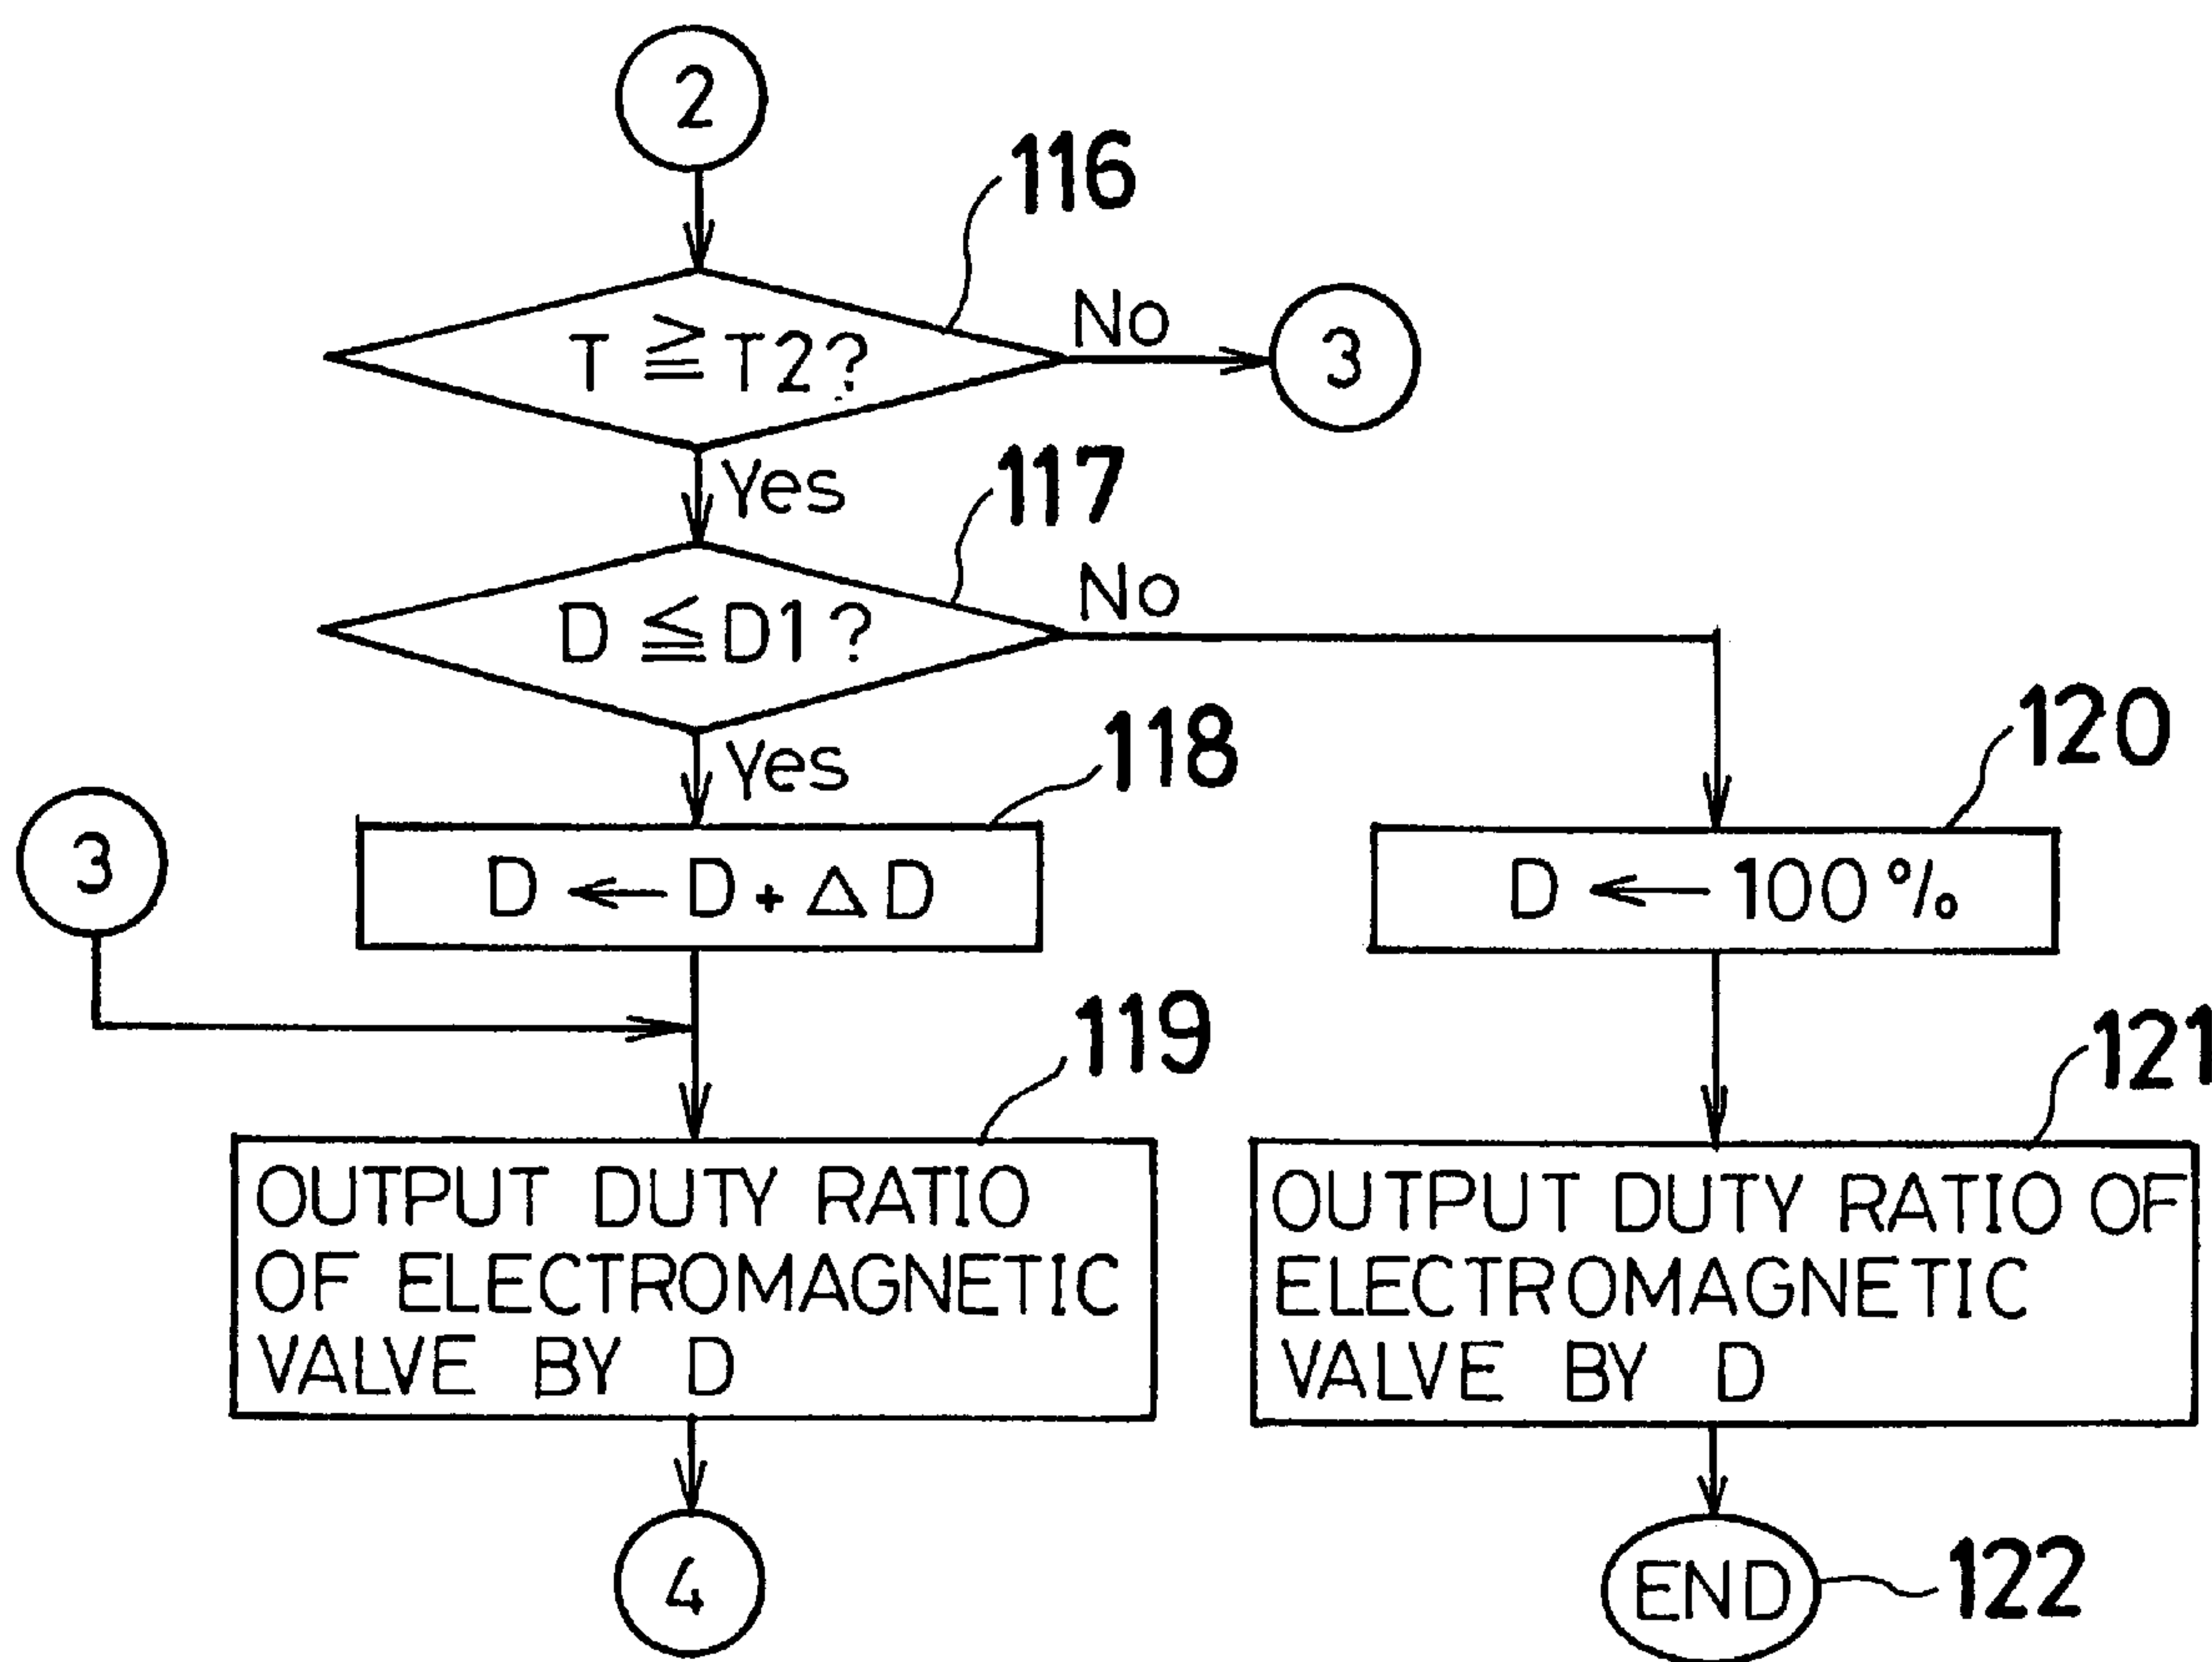 2
116
T ≧ T2?
No
3
Yes
117
D ≦ D1?
No
Yes
118
120
3
D ← D + ΔD
D ← 100%
119
121
OUTPUT DUTY RATIO
OF ELECTROMAGNETIC
VALVE BY D
OUTPUT DUTY RATIO OF
ELECTROMAGNETIC
VALVE BY D
4
END
122